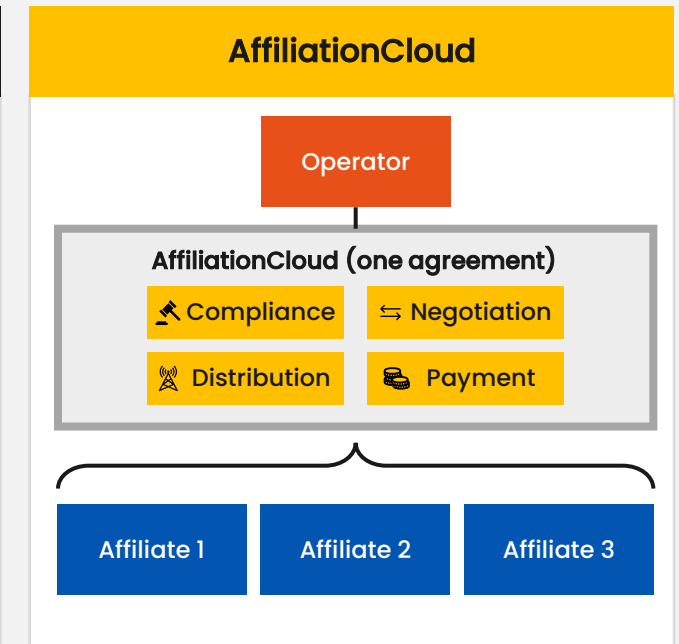 AffiliationCloud
Operator
AffiliationCloud (one agreement)
Compliance
Negotiation
Distribution
Payment
Affiliate 1
Affiliate 2
Affiliate 3